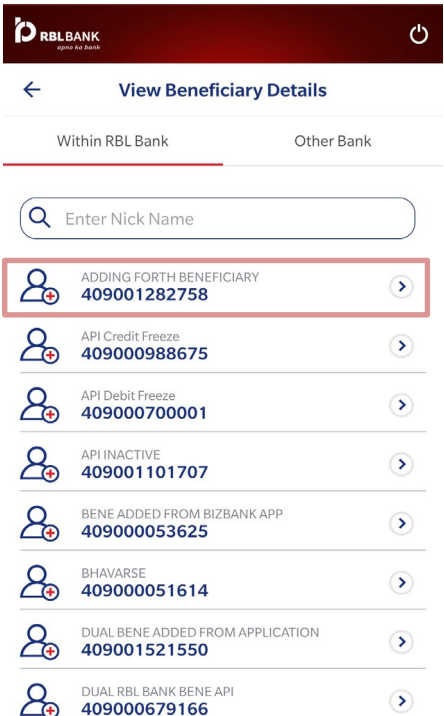 RBLBANK
apno ka bank
View Beneficiary Details
Within RBL Bank
Other Bank
Enter Nick Name
ADDING FORTH BENEFICIARY
409001282758
API Credit Freeze
409000988675
API Debit Freeze
409000700001
API INACTIVE
409001101707
BENE ADDED FROM BIZBANK APP
409000053625
BHAVARSE
409000051614
DUAL BENE ADDED FROM APPLICATION
409001521550
DUAL RBL BANK BENE API
409000679166